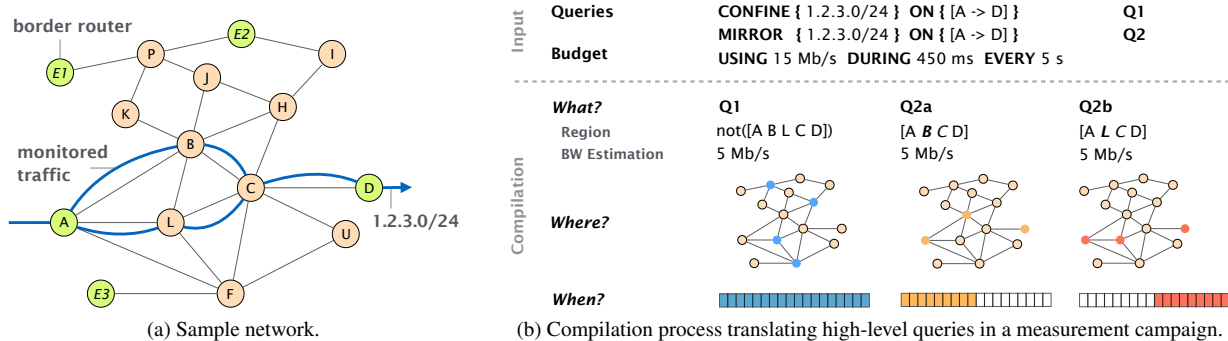 border router
E1
P
E2
I
J
K
H
B
monitored
traffic
C
D
A
L
1.2.3.0/24
U
E3
F
(a) Sample network.
Input
Queries CONFINE { 1.2.3.0/24 } ON { [A -> D] } Q1
MIRROR { 1.2.3.0/24 } ON { [A -> D] } Q2
Budget USING 15 Mb/s DURING 450 ms EVERY 5 s
Compilation
What? Q1 Q2a Q2b
Region not([A B L C D]) [A B C D] [A L C D]
BW Estimation 5 Mb/s 5 Mb/s 5 Mb/s
Where?
When?
(b) Compilation process translating high-level queries in a measurement campaign.